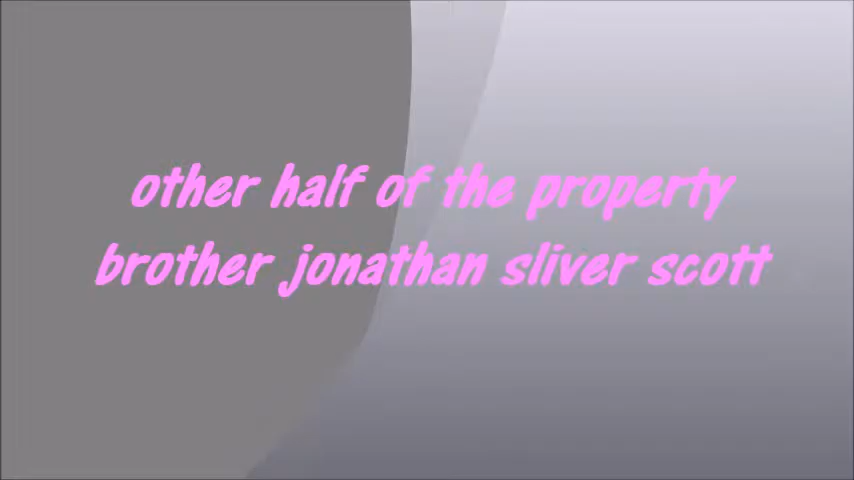 other half of the property
brother jonathan sliver scott